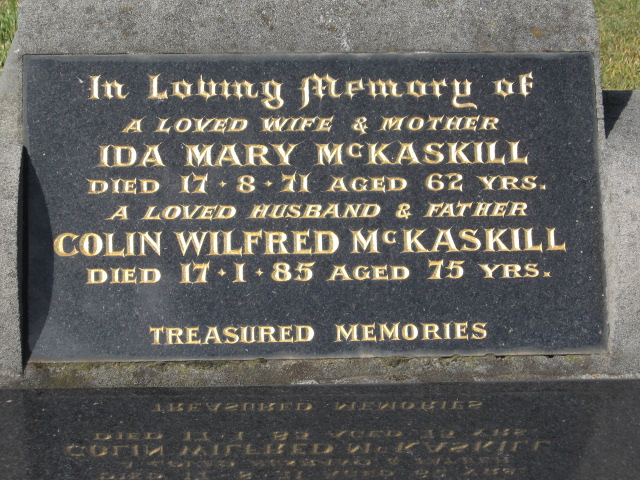 In Loving Memory of
A LOVED WIFE & MOTHER
IDA MARY McKASKILL
DIED 17·8·71 AGED 62 YRS.
A LOVED HUSBAND & FATHER
COLIN WILFRED McKASKILL
DIED 17·1·85 AGED 75 YRS.
TREASURED MEMORIES